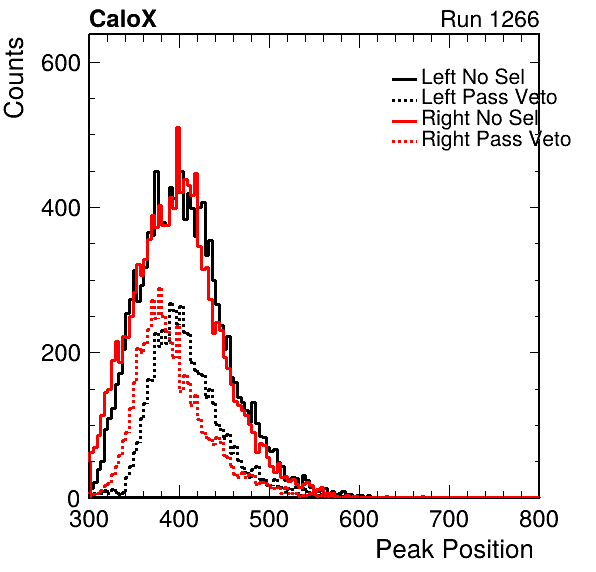 CaloX Run 1266
Counts
600
400
200
0
Left No Sel
Left Pass Veto
Right No Sel
Right Pass Veto
300 400 500 600 700 800
Peak Position